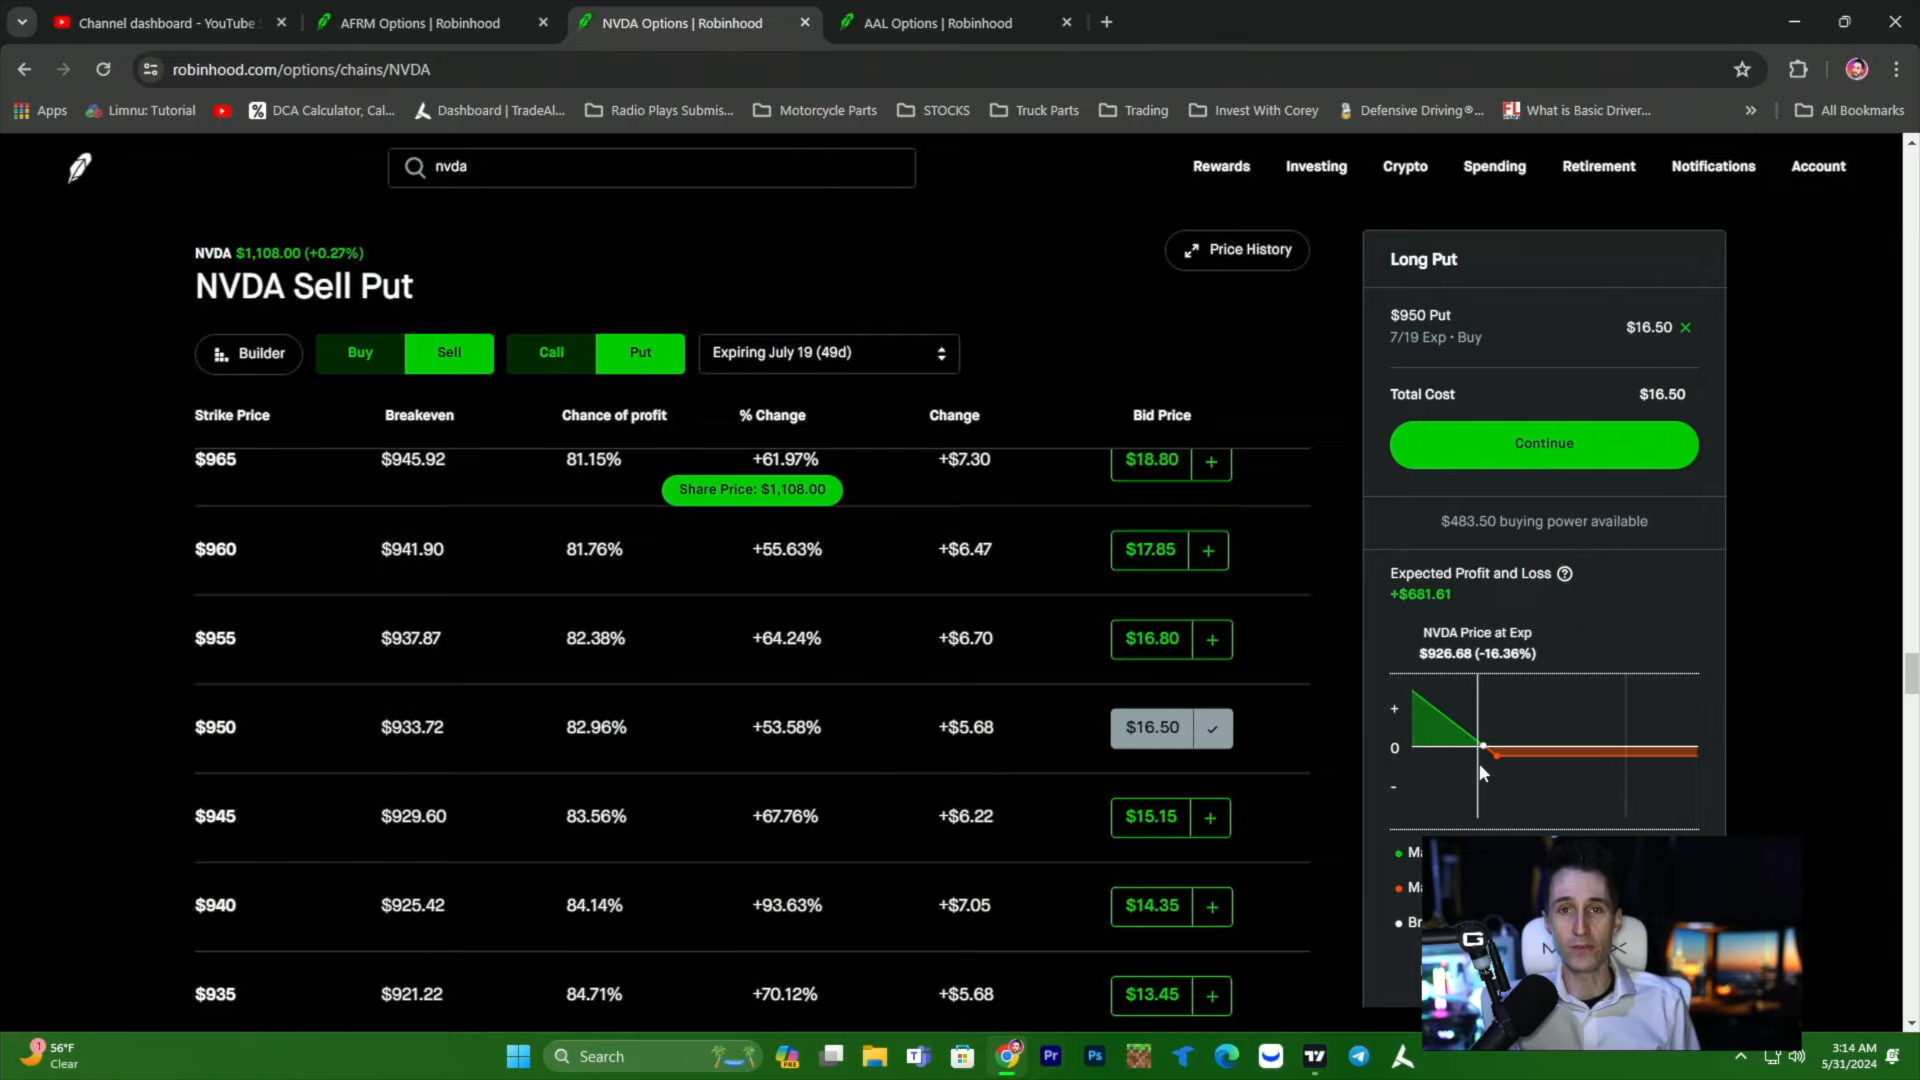 Channel dashboard - YouTube
AFRM Options | Robinhood
NVDA Options | Robinhood
AAL Options | Robinhood
robinhood.com/options/chains/NVDA
Apps
Limnu: Tutorial
DCA Calculator, Cal...
Dashboard | TradeAl...
Radio Plays Submis...
Motorcycle Parts
STOCKS
Truck Parts
Trading
Invest With Corey
Defensive Driving®...
What is Basic Driver...
»
All Bookmarks
nvda
Rewards
Investing
Crypto
Spending
Retirement
Notifications
Account
NVDA $1,108.00 (+0.27%)
NVDA Sell Put
Price History
Builder
Buy
Sell
Call
Put
Expiring July 19 (49d)
Strike Price Breakeven Chance of profit % Change Change Bid Price
$965 $945.92 81.15% +61.97% +$7.30 $18.80 +
Share Price: $1,108.00
$960 $941.90 81.76% +55.63% +$6.47 $17.85 +
$955 $937.87 82.38% +64.24% +$6.70 $16.80 +
$950 $933.72 82.96% +53.58% +$5.68 $16.50
$945 $929.60 83.56% +67.76% +$6.22 $15.15 +
$940 $925.42 84.14% +93.63% +$7.05 $14.35 +
$935 $921.22 84.71% +70.12% +$5.68 $13.45 +
Long Put
$950 Put
7/19 Exp • Buy
$16.50
Total Cost $16.50
Continue
$483.50 buying power available
Expected Profit and Loss
+$681.61
NVDA Price at Exp
$926.68 (-16.36%)
+
0
-
Ma
Ma
Br
G
1
56°F
Clear
Search
PRE
Pr
Ps
3:14 AM
5/31/2024